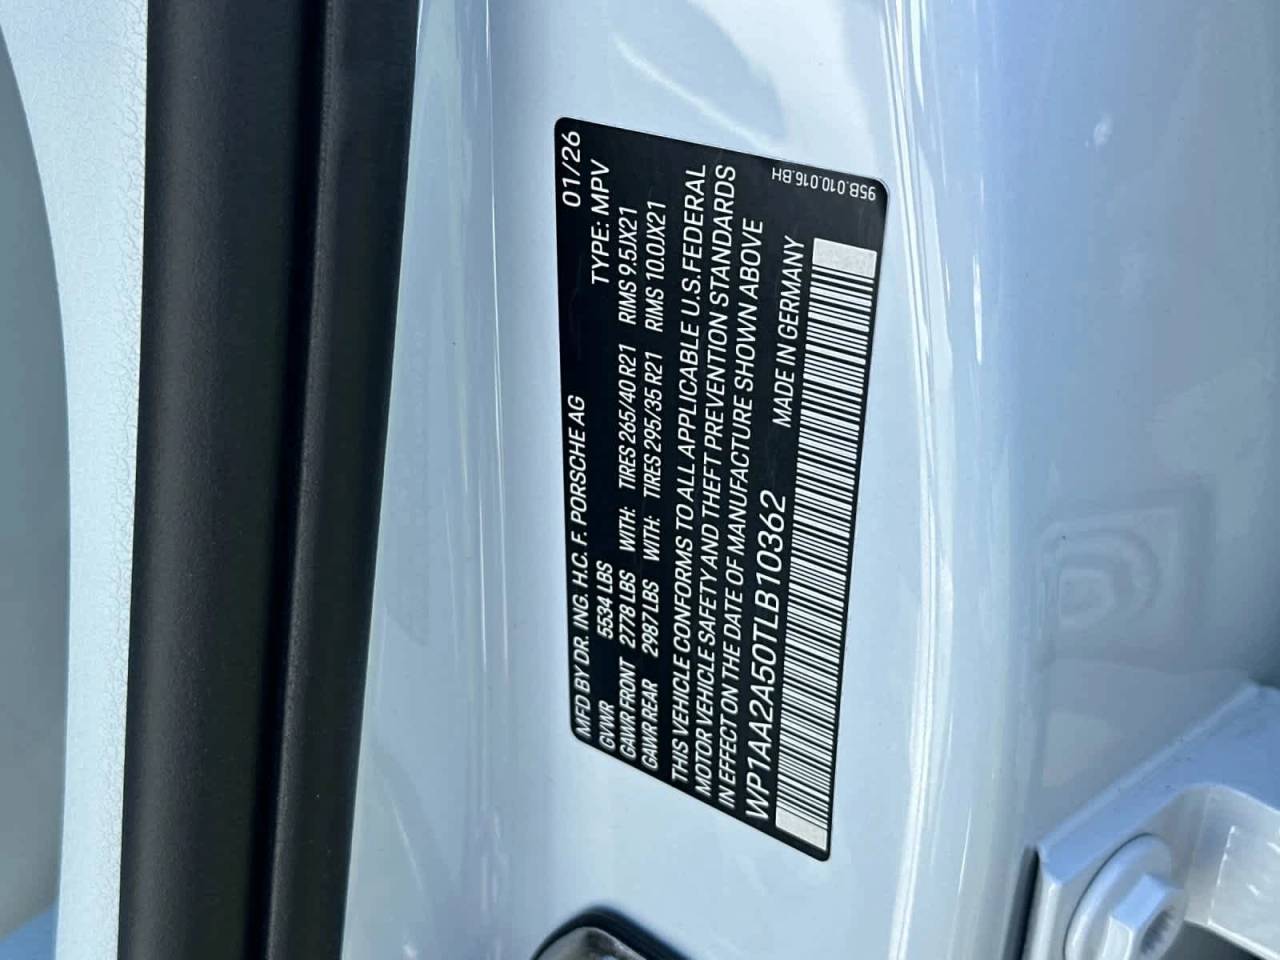 MFD BY DR. ING. H.C. F. PORSCHE AG 01/26
GVWR 5534 LBS TYPE: MPV
GAWR FRONT 2778 LBS WITH: TIRES 265/40 R21 RIMS 9.5JX21
GAWR REAR 2987 LBS WITH: TIRES 295/35 R21 RIMS 10.0JX21
THIS VEHICLE CONFORMS TO ALL APPLICABLE U.S. FEDERAL
MOTOR VEHICLE SAFETY AND THEFT PREVENTION STANDARDS
IN EFFECT ON THE DATE OF MANUFACTURE SHOWN ABOVE
WP1AA2A50TLB10362 MADE IN GERMANY
95B.010.016.BH